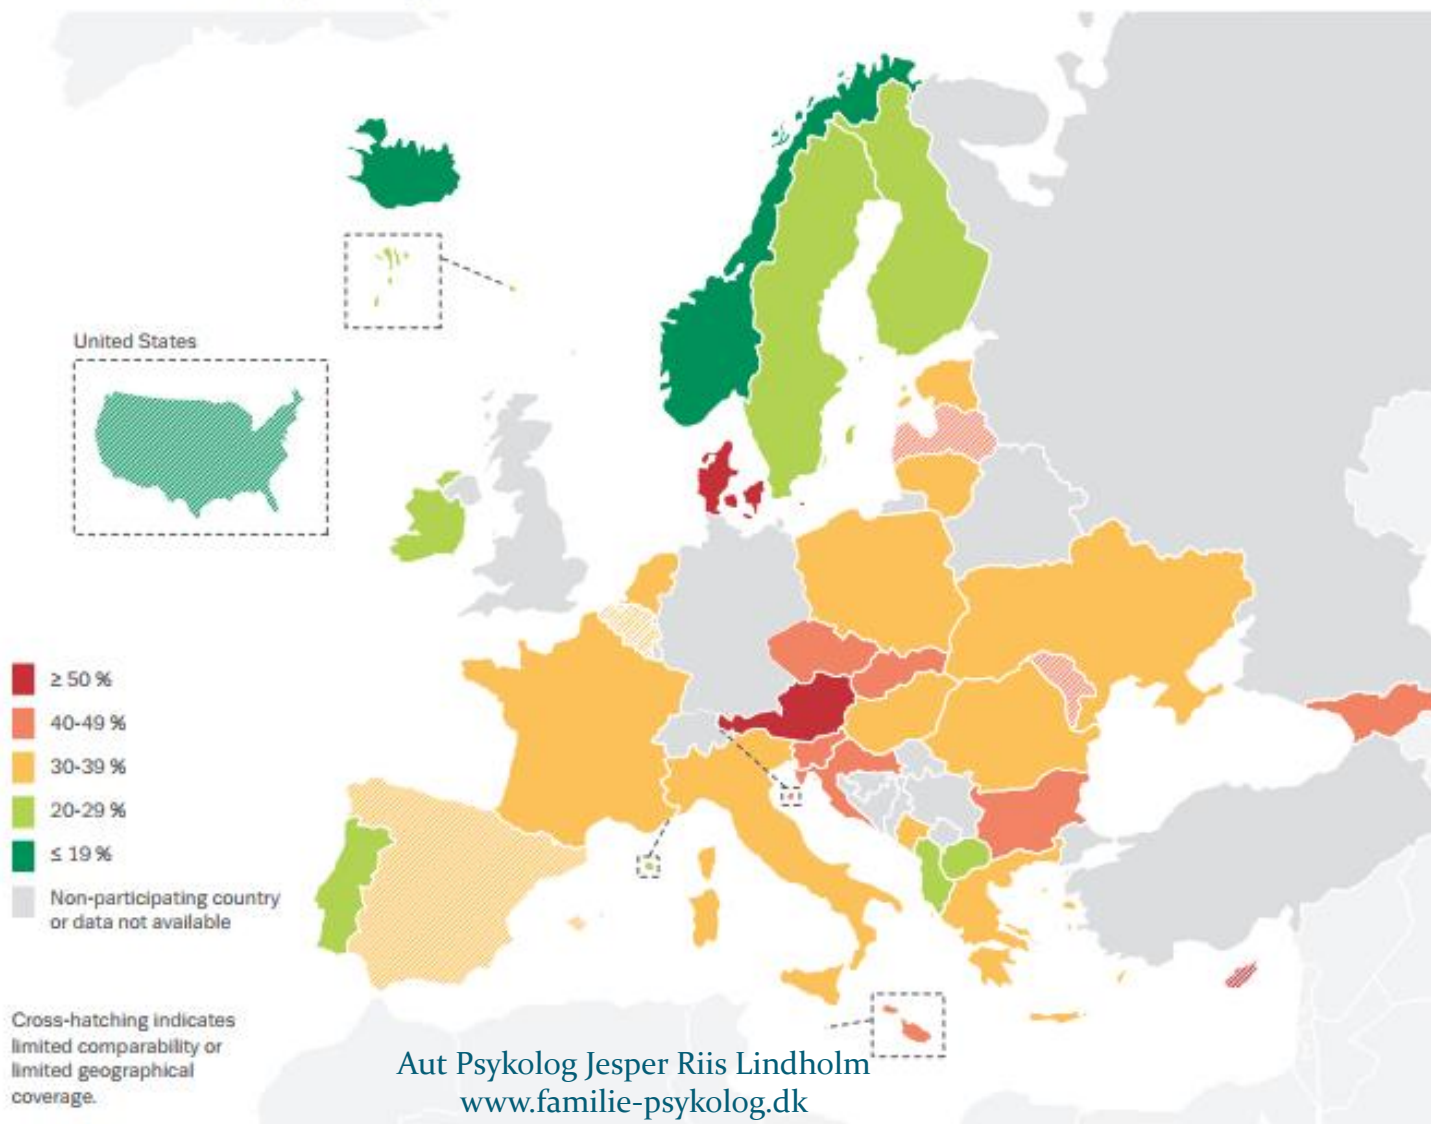 United States
≥ 50 %
40-49 %
30-39 %
20-29 %
≤ 19 %
Non-participating country
or data not available
Cross-hatching indicates
limited comparability or
limited geographical
coverage.
Aut Psykolog Jesper Riis Lindholm
www.familie-psykolog.dk